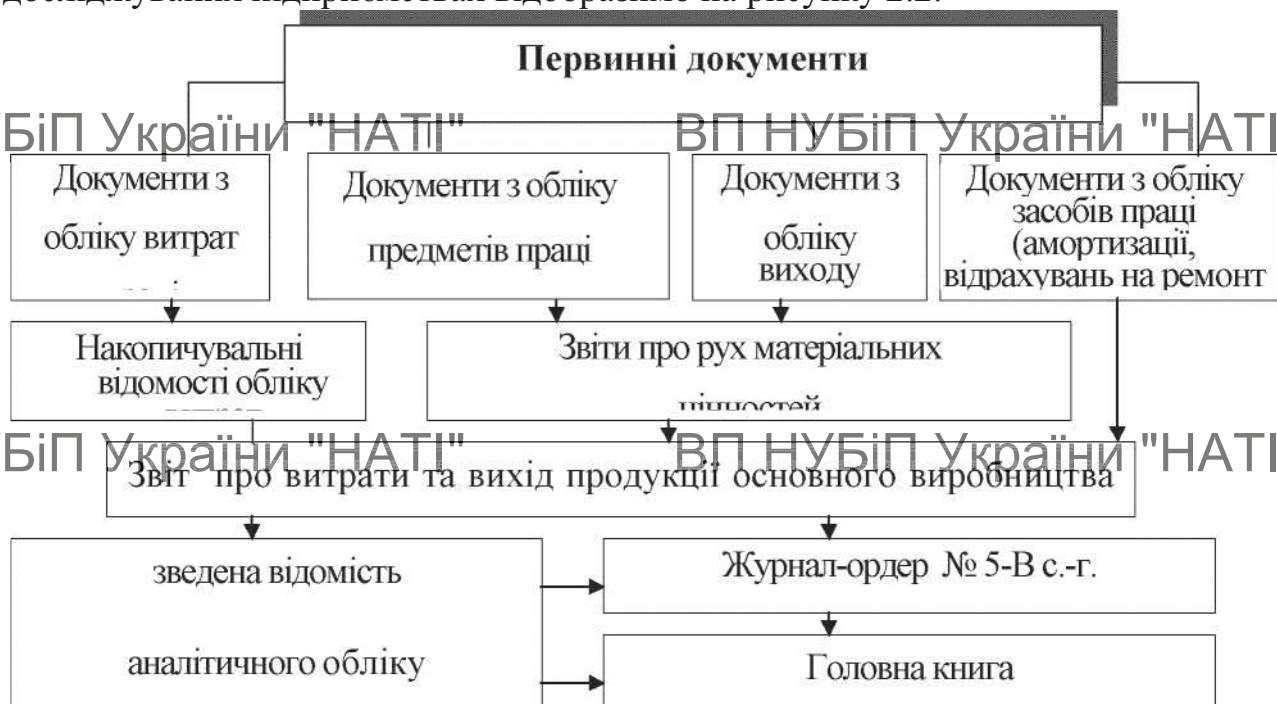 досліджуваних підприємствах відобразимо на рисунку 2.2.
Первинні документи
БіП України "НАТІ" ВП НУБіП України "НАТІ
Документи з
обліку витрат
Документи з обліку
предметів праці
Документи з
обліку
виходу
Документи з обліку
засобів праці
(амортизації,
відрахувань на ремонт
Накопичувальні
відомості обліку
Звіти про рух матеріальних
цінностей
БіП України "НАТІ" ВП НУБіП України "НАТІ
Звіт про витрати та вихід продукції основного виробництва
зведена відомість
аналітичного обліку
Журнал-ордер № 5-В с.-г.
Головна книга